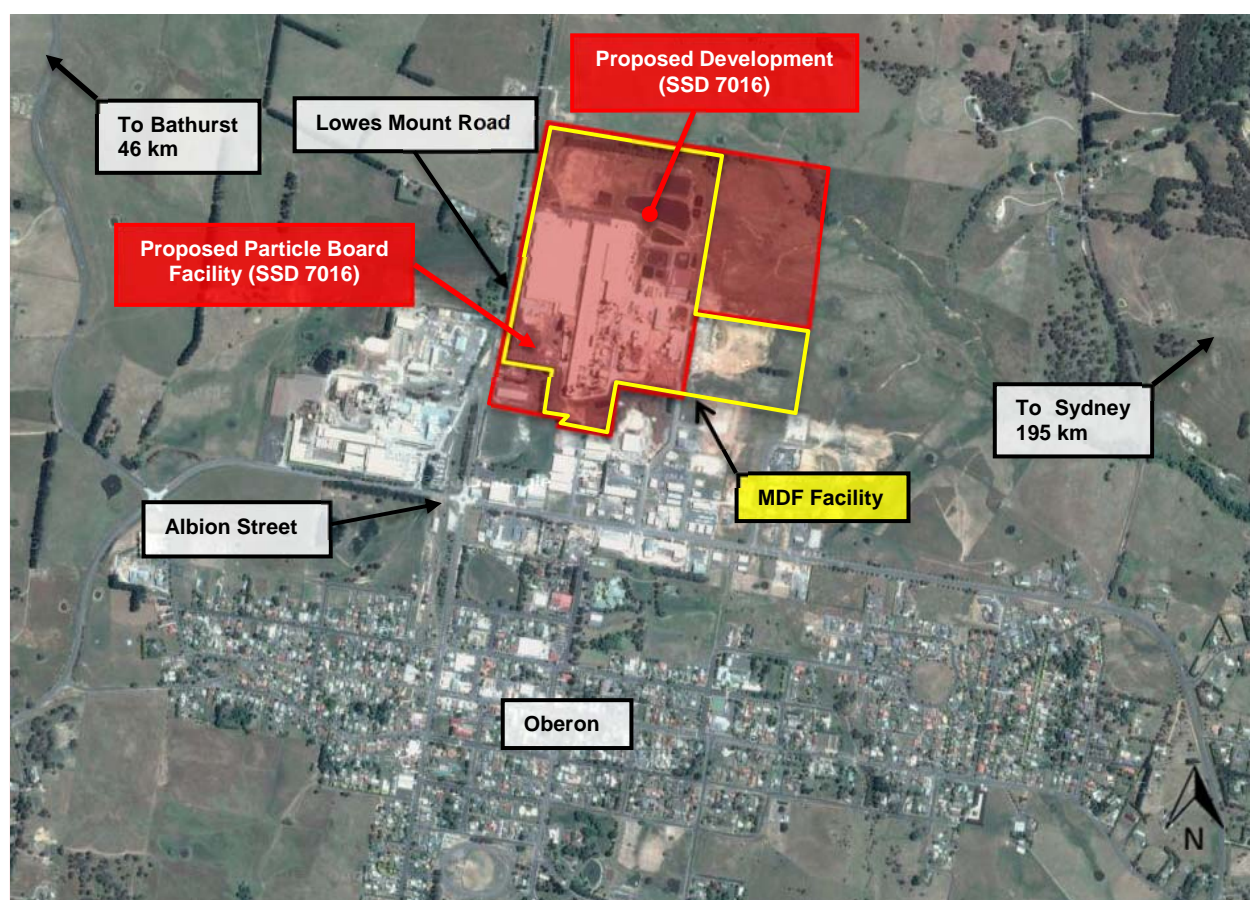 Proposed Development
(SSD 7016)
To Bathurst
46 km
Lowes Mount Road
Proposed Particle Board
Facility (SSD 7016)
To Sydney
195 km
MDF Facility
Albion Street
Oberon
N